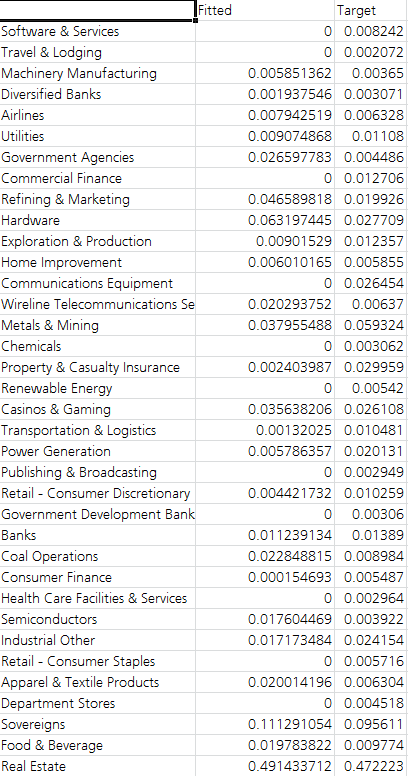 Fitted Target
Software & Services 0 0.008242
Travel & Lodging 0 0.002072
Machinery Manufacturing 0.005851362 0.00365
Diversified Banks 0.001937546 0.003071
Airlines 0.007942519 0.006328
Utilities 0.009074868 0.01108
Government Agencies 0.026597783 0.004486
Commercial Finance 0 0.012706
Refining & Marketing 0.046589818 0.019926
Hardware 0.063197445 0.027709
Exploration & Production 0.00901529 0.012357
Home Improvement 0.006010165 0.005855
Communications Equipment 0 0.026454
Wireline Telecommunications Se 0.020293752 0.00637
Metals & Mining 0.037955488 0.059324
Chemicals 0 0.003062
Property & Casualty Insurance 0.002403987 0.029959
Renewable Energy 0 0.00542
Casinos & Gaming 0.035638206 0.026108
Transportation & Logistics 0.00132025 0.010481
Power Generation 0.005786357 0.020131
Publishing & Broadcasting 0 0.002949
Retail - Consumer Discretionary 0.004421732 0.010259
Government Development Bank 0 0.00306
Banks 0.011239134 0.01389
Coal Operations 0.022848815 0.008984
Consumer Finance 0.000154693 0.005487
Health Care Facilities & Services 0 0.002964
Semiconductors 0.017604469 0.003922
Industrial Other 0.017173484 0.024154
Retail - Consumer Staples 0 0.005716
Apparel & Textile Products 0.020014196 0.006304
Department Stores 0 0.004518
Sovereigns 0.111291054 0.095611
Food & Beverage 0.019783822 0.009774
Real Estate 0.491433712 0.472223